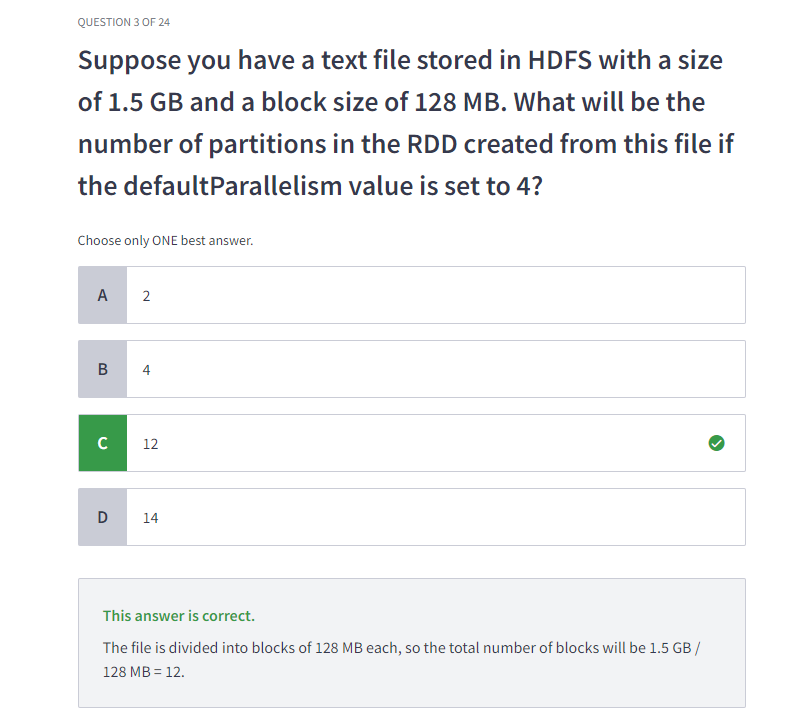 QUESTION 3 OF 24
Suppose you have a text file stored in HDFS with a size
of 1.5 GB and a block size of 128 MB. What will be the
number of partitions in the RDD created from this file if
the defaultParallelism value is set to 4?
Choose only ONE best answer.
A 2
B 4
C 12
D 14
This answer is correct.
The file is divided into blocks of 128 MB each, so the total number of blocks will be 1.5 GB /
128 MB = 12.